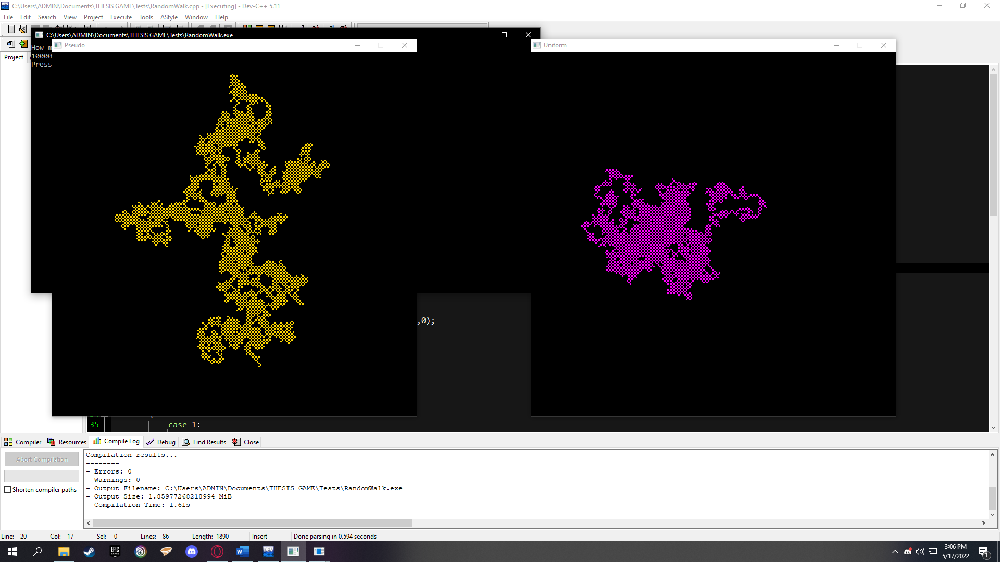 C:\Users\ADMIN\Documents\THESIS GAME\Tests\RandomWalk.cpp - [Executing] - Dev-C++ 5.11
File Edit Search View Project Execute Tools AStyle Window Help
C:\Users\ADMIN\Documents\THESIS GAME\Tests\RandomWalk.exe
Pseudo
Uniform
How m
10000
Press
Project
,0);
35 case 1:
Compiler Resources Compile Log Debug Find Results Close
Abort Compilation
Shorten compiler paths
Compilation results...
--------
- Errors: 0
- Warnings: 0
- Output Filename: C:\Users\ADMIN\Documents\THESIS GAME\Tests\RandomWalk.exe
- Output Size: 1.85977268218994 MiB
- Compilation Time: 1.61s
Line: 20 Col: 17 Sel: 0 Lines: 86 Length: 1890 Insert Done parsing in 0.594 seconds
3:06 PM
5/17/2022